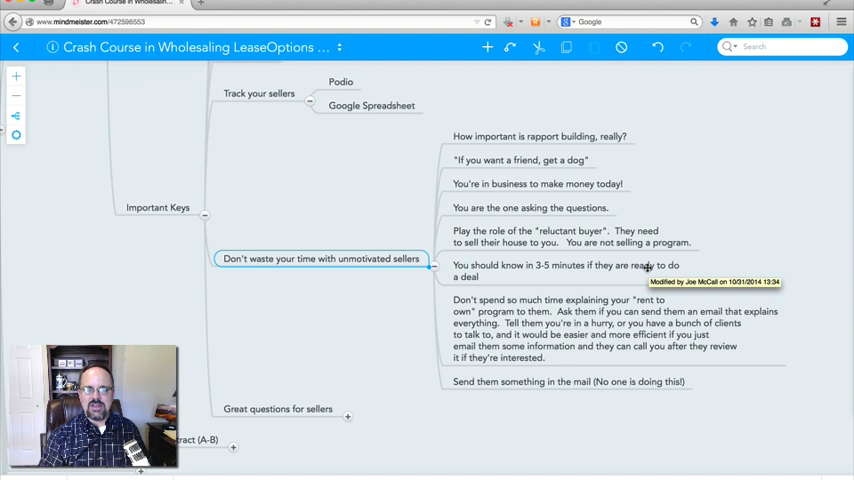 Crash Course in Wholesaling LeaseOptions ...
www.mindmeister.com/472596553
Google
Crash Course in Wholesaling LeaseOptions ...
Search
Track your sellers
Podio
Google Spreadsheet
Important Keys
Don't waste your time with unmotivated sellers
How important is rapport building, really?
"If you want a friend, get a dog"
You're in business to make money today!
You are the one asking the questions.
Play the role of the "reluctant buyer". They need
to sell their house to you. You are not selling a program.
You should know in 3-5 minutes if they are ready to do
a deal
Modified by Joe McCall on 10/31/2014 13:34
Don't spend so much time explaining your "rent to
own" program to them. Ask them if you can send them an email that explains
everything. Tell them you're in a hurry, or you have a bunch of clients
to talk to, and it would be easier and more efficient if you just
email them some information and they can call you after they review
it if they're interested.
Send them something in the mail (No one is doing this!)
Great questions for sellers
tract (A-B)